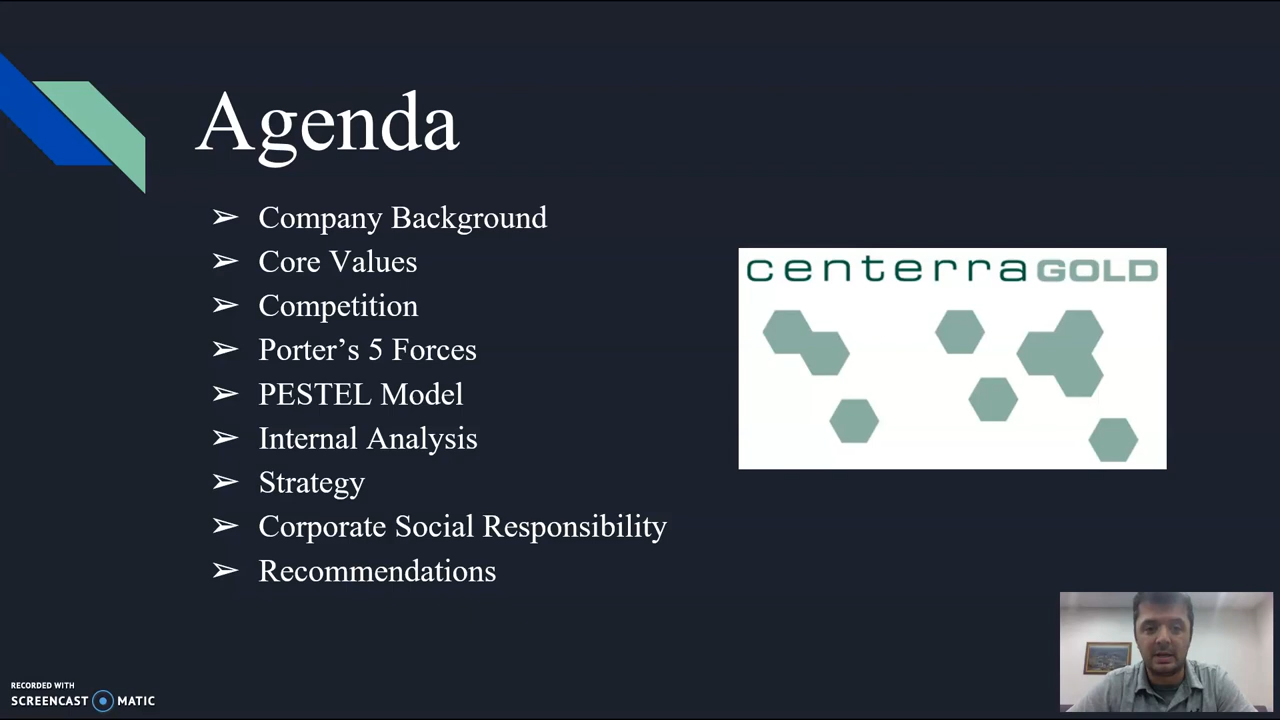 Agenda
➢ Company Background
➢ Core Values
➢ Competition
➢ Porter’s 5 Forces
➢ PESTEL Model
➢ Internal Analysis
➢ Strategy
➢ Corporate Social Responsibility
➢ Recommendations
centerra GOLD
RECORDED WITH
SCREENCAST MATIC